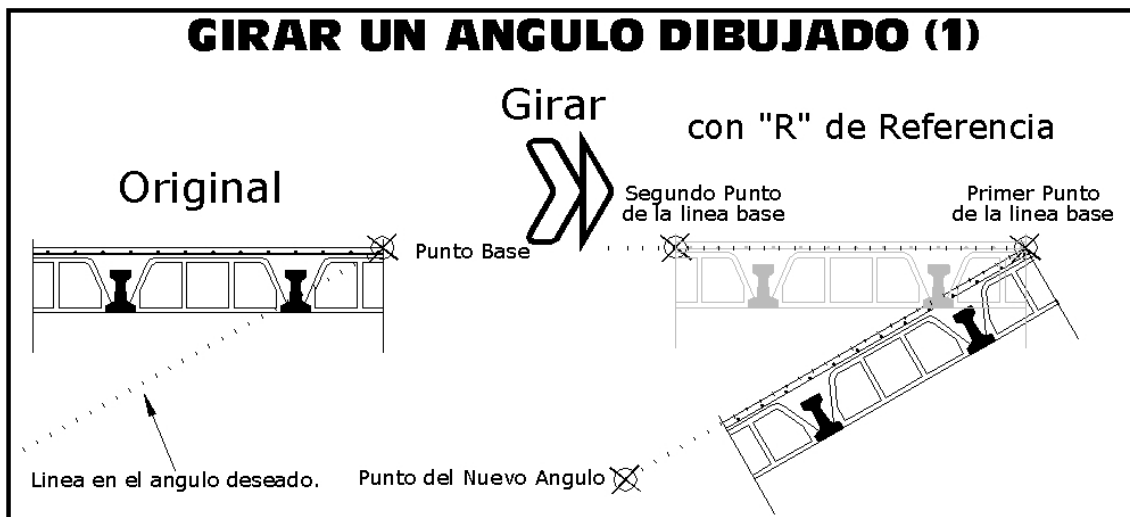 GIRAR UN ANGULO DIBUJADO (1)
Girar
con "R" de Referencia
Original
Segundo Punto
de la linea base
Primer Punto
de la linea base
Punto Base
Linea en el angulo deseado.
Punto del Nuevo Angulo